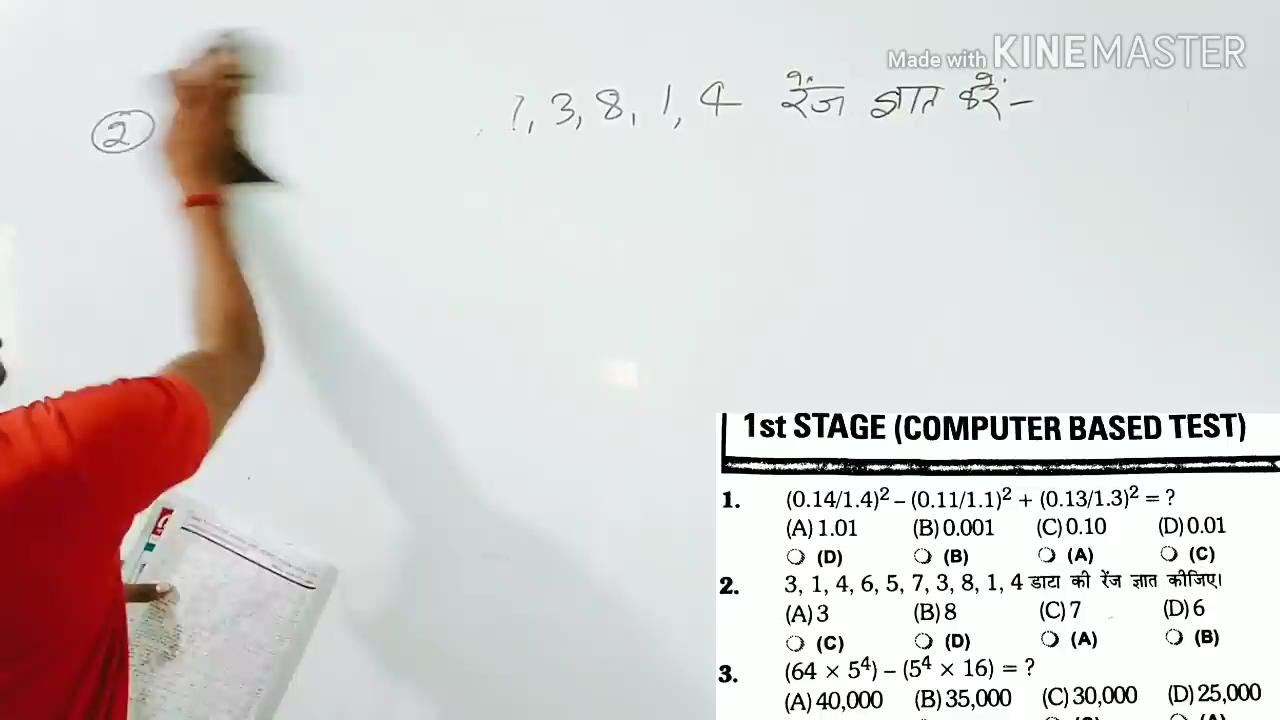 Made with KINEMASTER
② 7, 3, 8, 1, 4 रेंज ज्ञात करें -
1st STAGE (COMPUTER BASED TEST)
1. (0.14/1.4)² – (0.11/1.1)² + (0.13/1.3)² = ?
(A) 1.01 (B) 0.001 (C) 0.10 (D) 0.01
(D) (B) (A) (C)
2. 3, 1, 4, 6, 5, 7, 3, 8, 1, 4 डाटा की रेंज ज्ञात कीजिए।
(A) 3 (B) 8 (C) 7 (D) 6
(C) (D) (A) (B)
3. (64 × 5⁴) – (5⁴ × 16) = ?
(A) 40,000 (B) 35,000 (C) 30,000 (D) 25,000